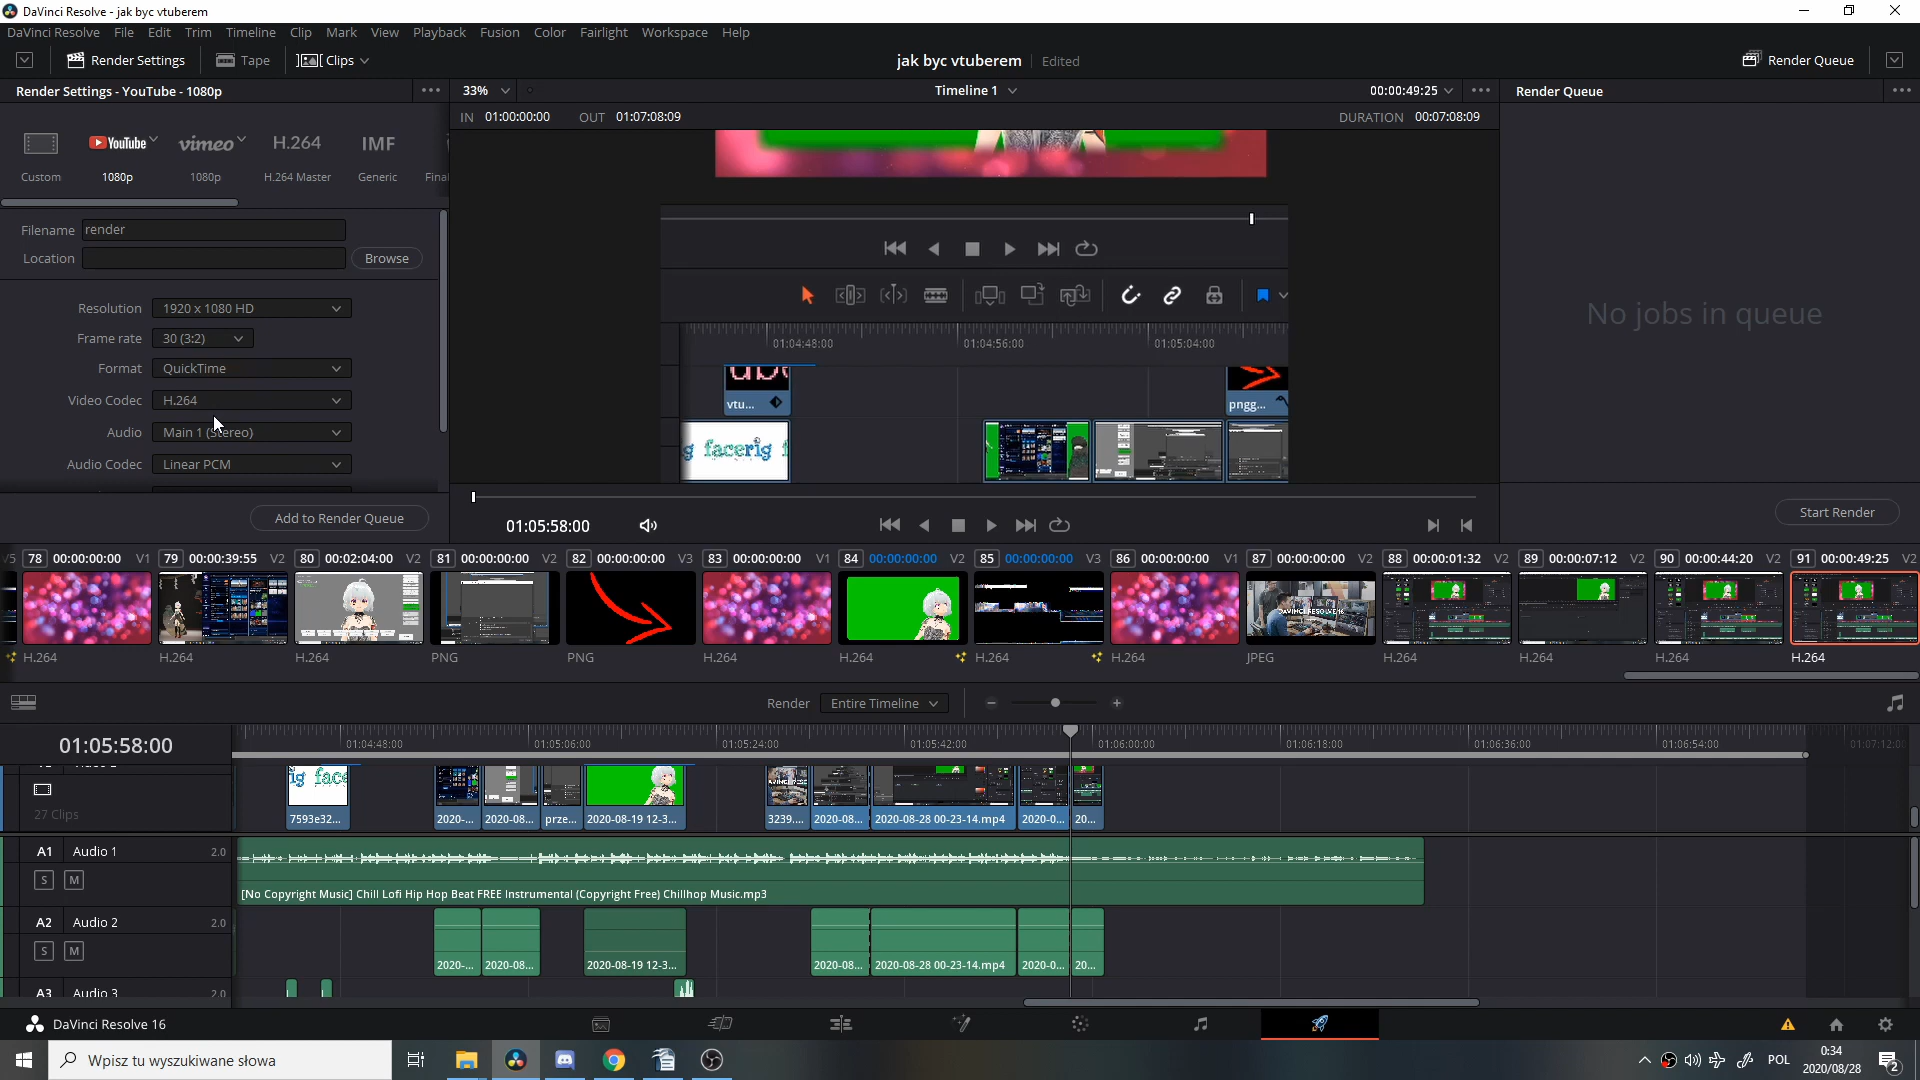 DaVinci Resolve - jak byc vtuberem
DaVinci Resolve File Edit Trim Timeline Clip Mark View Playback Fusion Color Fairlight Workspace Help
Render Settings Tape Clips jak byc vtuberem Edited Render Queue
Render Settings - YouTube - 1080p 33% Timeline 1 00:00:49:25 Render Queue
IN 01:00:00:00 OUT 01:07:08:09 DURATION 00:07:08:09
YouTube vimeo H.264 IMF
Custom 1080p 1080p H.264 Master Generic Final
Filename render
Location Browse
Resolution 1920 x 1080 HD
Frame rate 30 (3:2)
Format QuickTime
Video Codec H.264
Audio Main 1 (Stereo)
Audio Codec Linear PCM
Add to Render Queue
01:04:48:00 01:04:56:00 01:05:04:00
vtu... pngg...
g facerig f
No jobs in queue
Start Render
01:05:58:00
V5 78 00:00:00:00 V1 79 00:00:39:55 V2 80 00:02:04:00 V2 81 00:00:00:00 V2 82 00:00:00:00 V3 83 00:00:00:00 V1 84 00:00:00:00 V2 85 00:00:00:00 V3 86 00:00:00:00 V1 87 00:00:00:00 V2 88 00:00:01:32 V2 89 00:00:07:12 V2 90 00:00:44:20 V2 91 00:00:49:25 V2
H.264 H.264 H.264 PNG PNG H.264 H.264 H.264 H.264 JPEG H.264 H.264 H.264 H.264
Render Entire Timeline
01:05:58:00 01:04:48:00 01:05:06:00 01:05:24:00 01:05:42:00 01:06:00:00 01:06:18:00 01:06:36:00 01:06:54:00 01:07:12:00
ig face
27 Clips 7593e32... 2020-... 2020-08... prze... 2020-08-19 12-3... 3239.... 2020-08... 2020-08-28 00-23-14.mp4 2020-0... 20...
A1 Audio 1 2.0
S M
[No Copyright Music] Chill Lofi Hip Hop Beat FREE Instrumental (Copyright Free) Chillhop Music.mp3
A2 Audio 2 2.0
S M
2020-... 2020-08... 2020-08-19 12-3... 2020-08... 2020-08-28 00-23-14.mp4 2020-0... 20...
A3 Audio 3 2.0
DaVinci Resolve 16
Wpisz tu wyszukiwane słowa
POL
0:34
2020/08/28
2